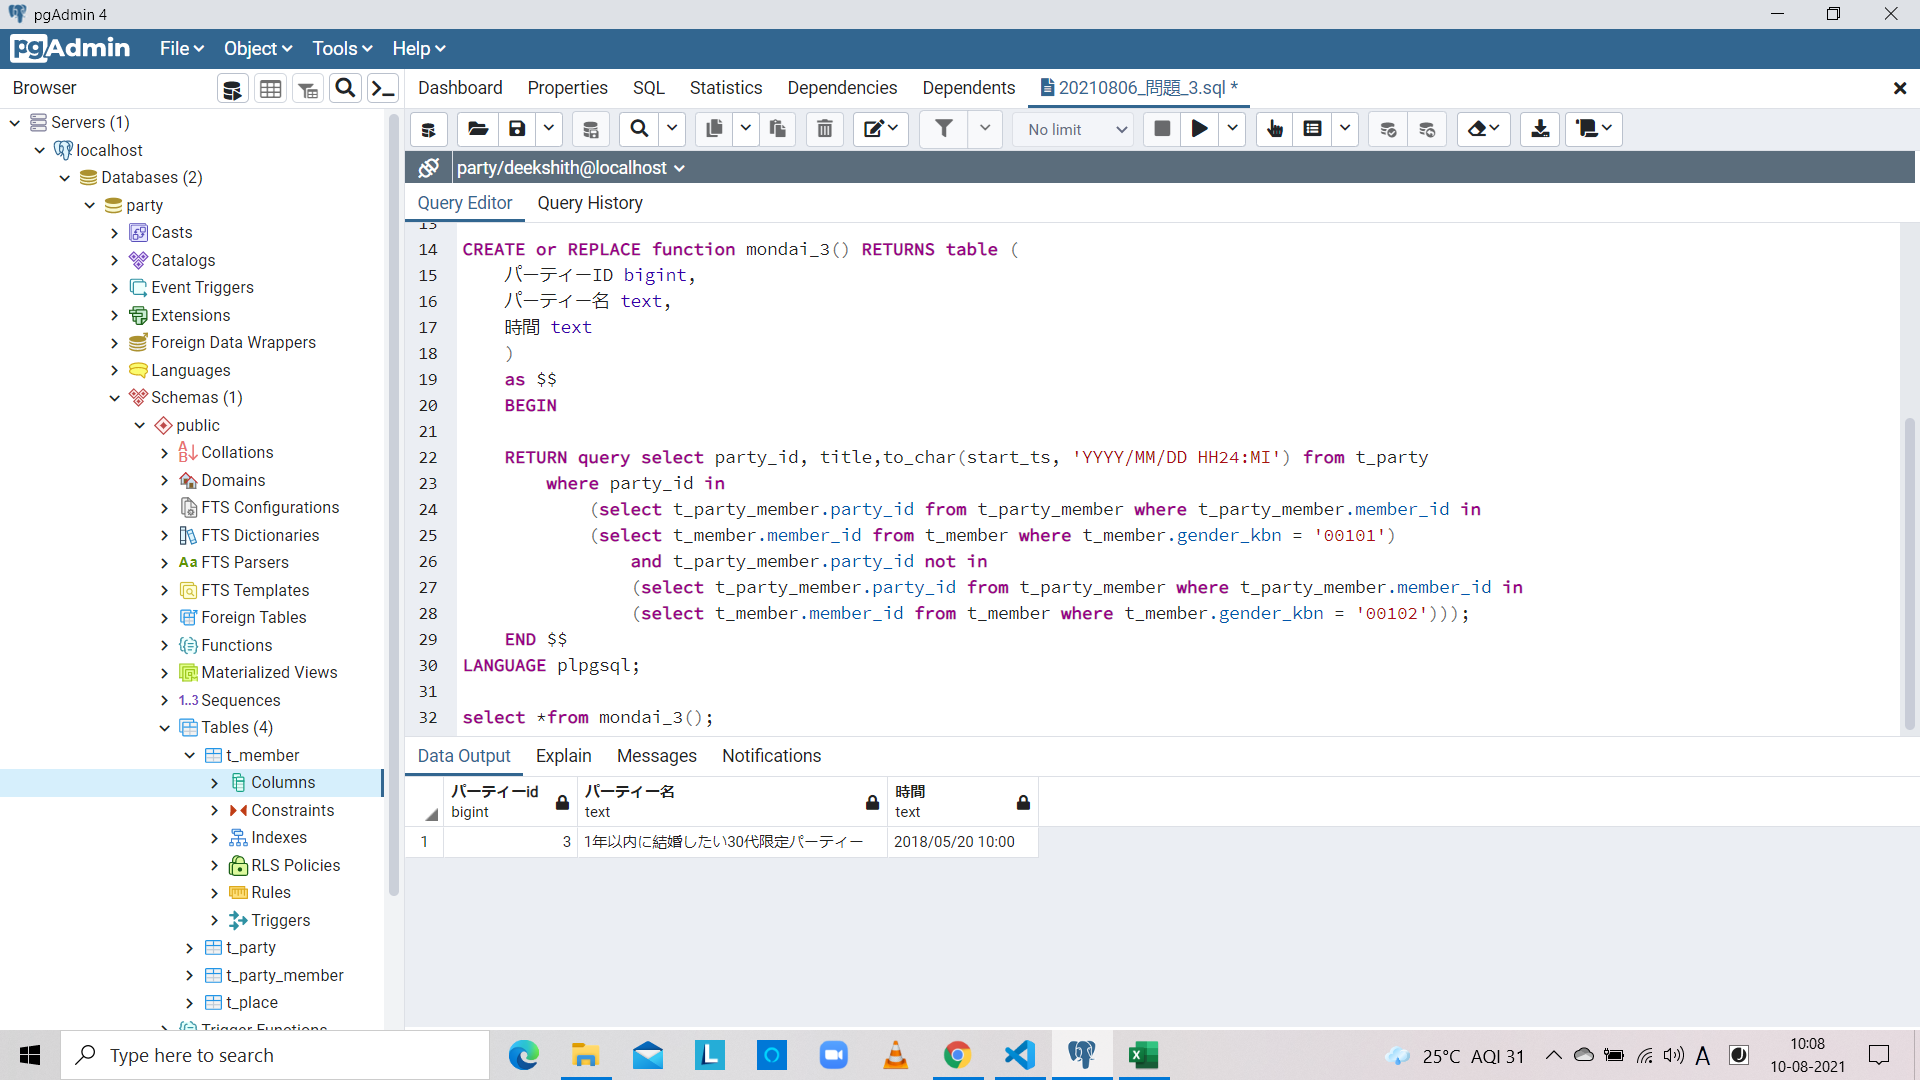 pgAdmin 4
pgAdmin File Object Tools Help
Browser
Dashboard Properties SQL Statistics Dependencies Dependents 20210806_問題_3.sql *
Servers (1)
localhost
Databases (2)
party
Casts
Catalogs
Event Triggers
Extensions
Foreign Data Wrappers
Languages
Schemas (1)
public
Collations
Domains
FTS Configurations
FTS Dictionaries
Aa FTS Parsers
FTS Templates
Foreign Tables
Functions
Materialized Views
1..3 Sequences
Tables (4)
t_member
Columns
Constraints
Indexes
RLS Policies
Rules
Triggers
t_party
t_party_member
t_place
Trigger Functions
No limit
party/deekshith@localhost
Query Editor Query History
13
14 CREATE or REPLACE function mondai_3() RETURNS table (
15 パーティーID bigint,
16 パーティー名 text,
17 時間 text
18 )
19 as $$
20 BEGIN
21
22 RETURN query select party_id, title,to_char(start_ts, 'YYYY/MM/DD HH24:MI') from t_party
23 where party_id in
24 (select t_party_member.party_id from t_party_member where t_party_member.member_id in
25 (select t_member.member_id from t_member where t_member.gender_kbn = '00101')
26 and t_party_member.party_id not in
27 (select t_party_member.party_id from t_party_member where t_party_member.member_id in
28 (select t_member.member_id from t_member where t_member.gender_kbn = '00102')));
29 END $$
30 LANGUAGE plpgsql;
31
32 select *from mondai_3();
Data Output Explain Messages Notifications
パーティーid パーティー名 時間
bigint text text
1 3 1年以内に結婚したい30代限定パーティー 2018/05/20 10:00
Type here to search
25°C AQI 31
A
10:08
10-08-2021